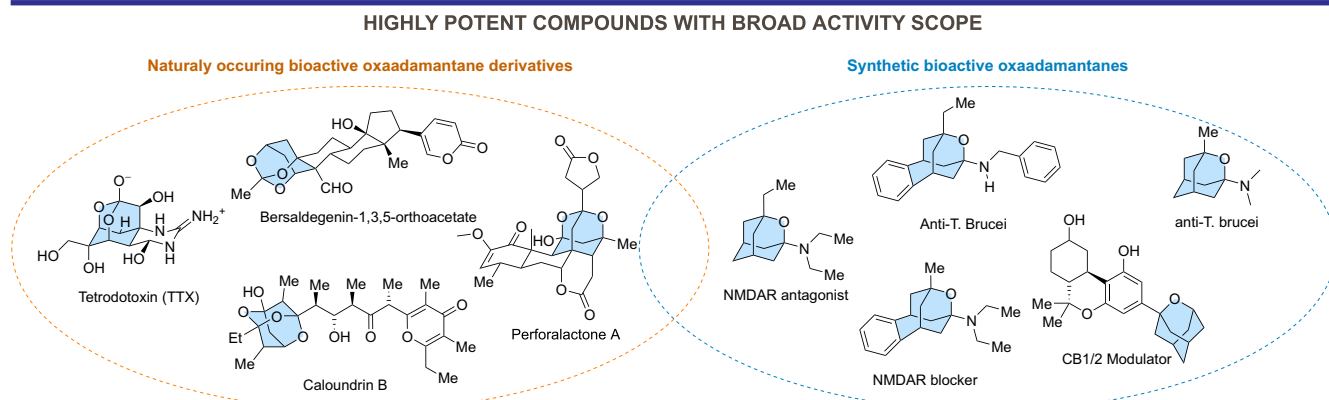 HIGHLY POTENT COMPOUNDS WITH BROAD ACTIVITY SCOPE
Naturaly occuring bioactive oxaadamantane derivatives
Synthetic bioactive oxaadamantanes
O⁻
OH
O
O
H
H
N
NH₂⁺
N
H
HO
HO
OH
Tetrodotoxin (TTX)
HO
O
O
O
Me
Me
CHO
O
O
Bersaldegenin-1,3,5-orthoacetate
HO
Me
Me
Me
Me
Me
O
O
O
Et
Me
OH
O
O
O
Me
Me
Caloundrin B
O
O
O
O
O
O
HO
Me
Me
O
O
Perforalactone A
Me
O
N
Me
Me
NMDAR antagonist
Me
O
N
H
Anti-T. Brucei
Me
O
N
anti-T. brucei
Me
O
N
Me
Me
NMDAR blocker
OH
OH
Me
Me
O
O
CB1/2 Modulator